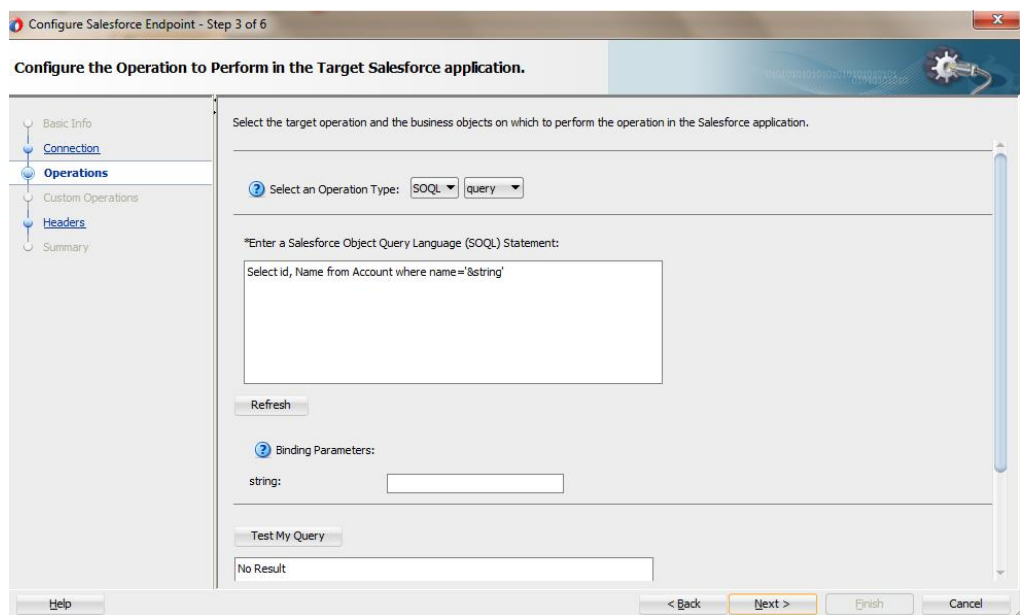 Configure Salesforce Endpoint - Step 3 of 6
Configure the Operation to Perform in the Target Salesforce application.
Basic Info
Connection
Operations
Custom Operations
Headers
Summary
Select the target operation and the business objects on which to perform the operation in the Salesforce application.
Select an Operation Type: SOQL query
*Enter a Salesforce Object Query Language (SOQL) Statement:
Select id, Name from Account where name='&string'
Refresh
Binding Parameters:
string:
Test My Query
No Result
Help < Back Next > Finish Cancel